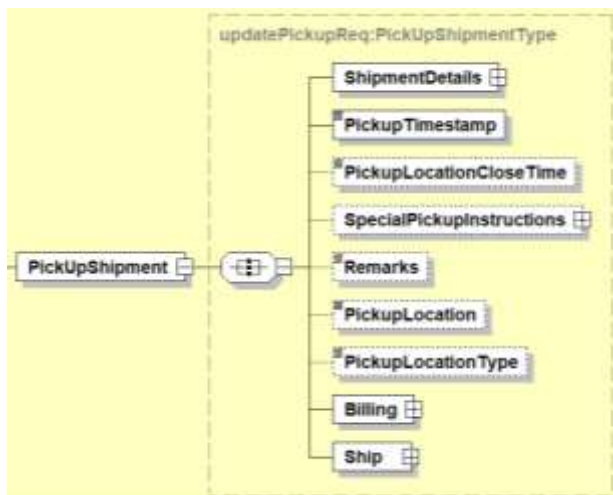 updatePickupReq:PickUpShipmentType
ShipmentDetails
PickupTimestamp
PickupLocationCloseTime
SpecialPickupInstructions
PickUpShipment
Remarks
PickupLocation
PickupLocationType
Billing
Ship